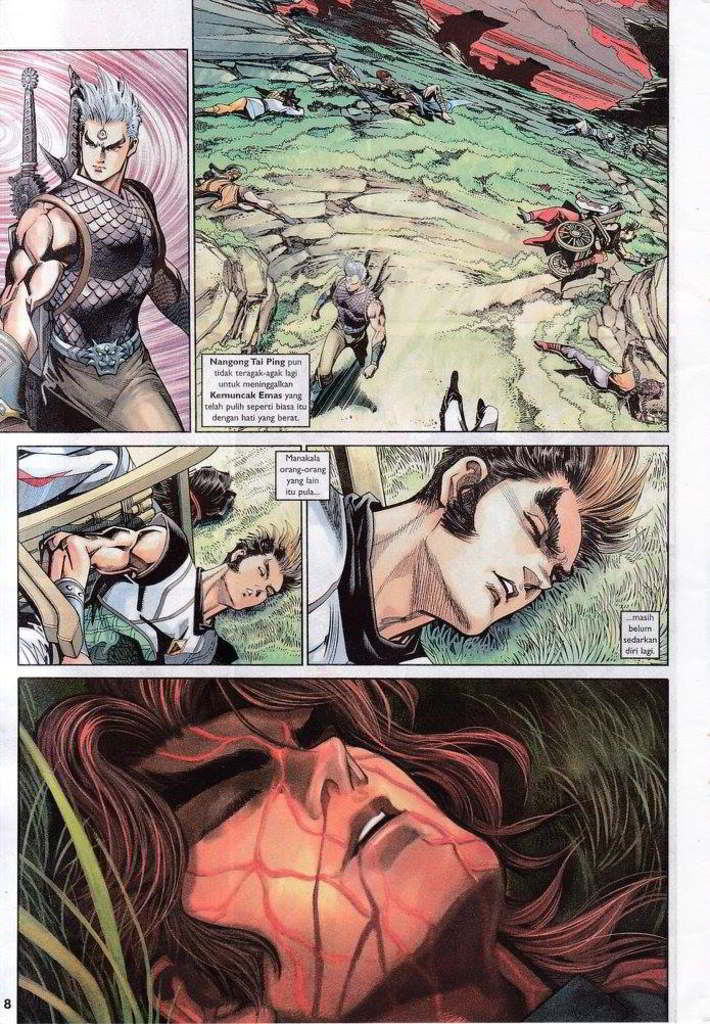 Nangong Tai Ping pun
tidak teragak-agak lagi
untuk meninggalkan
Kemuncak Emas yang
telah pulih seperti biasa itu
dengan hati yang berat.
Manakala
orang-orang
yang lain
itu pula...
...masih
belum
sedarkan
diri lagi.
8